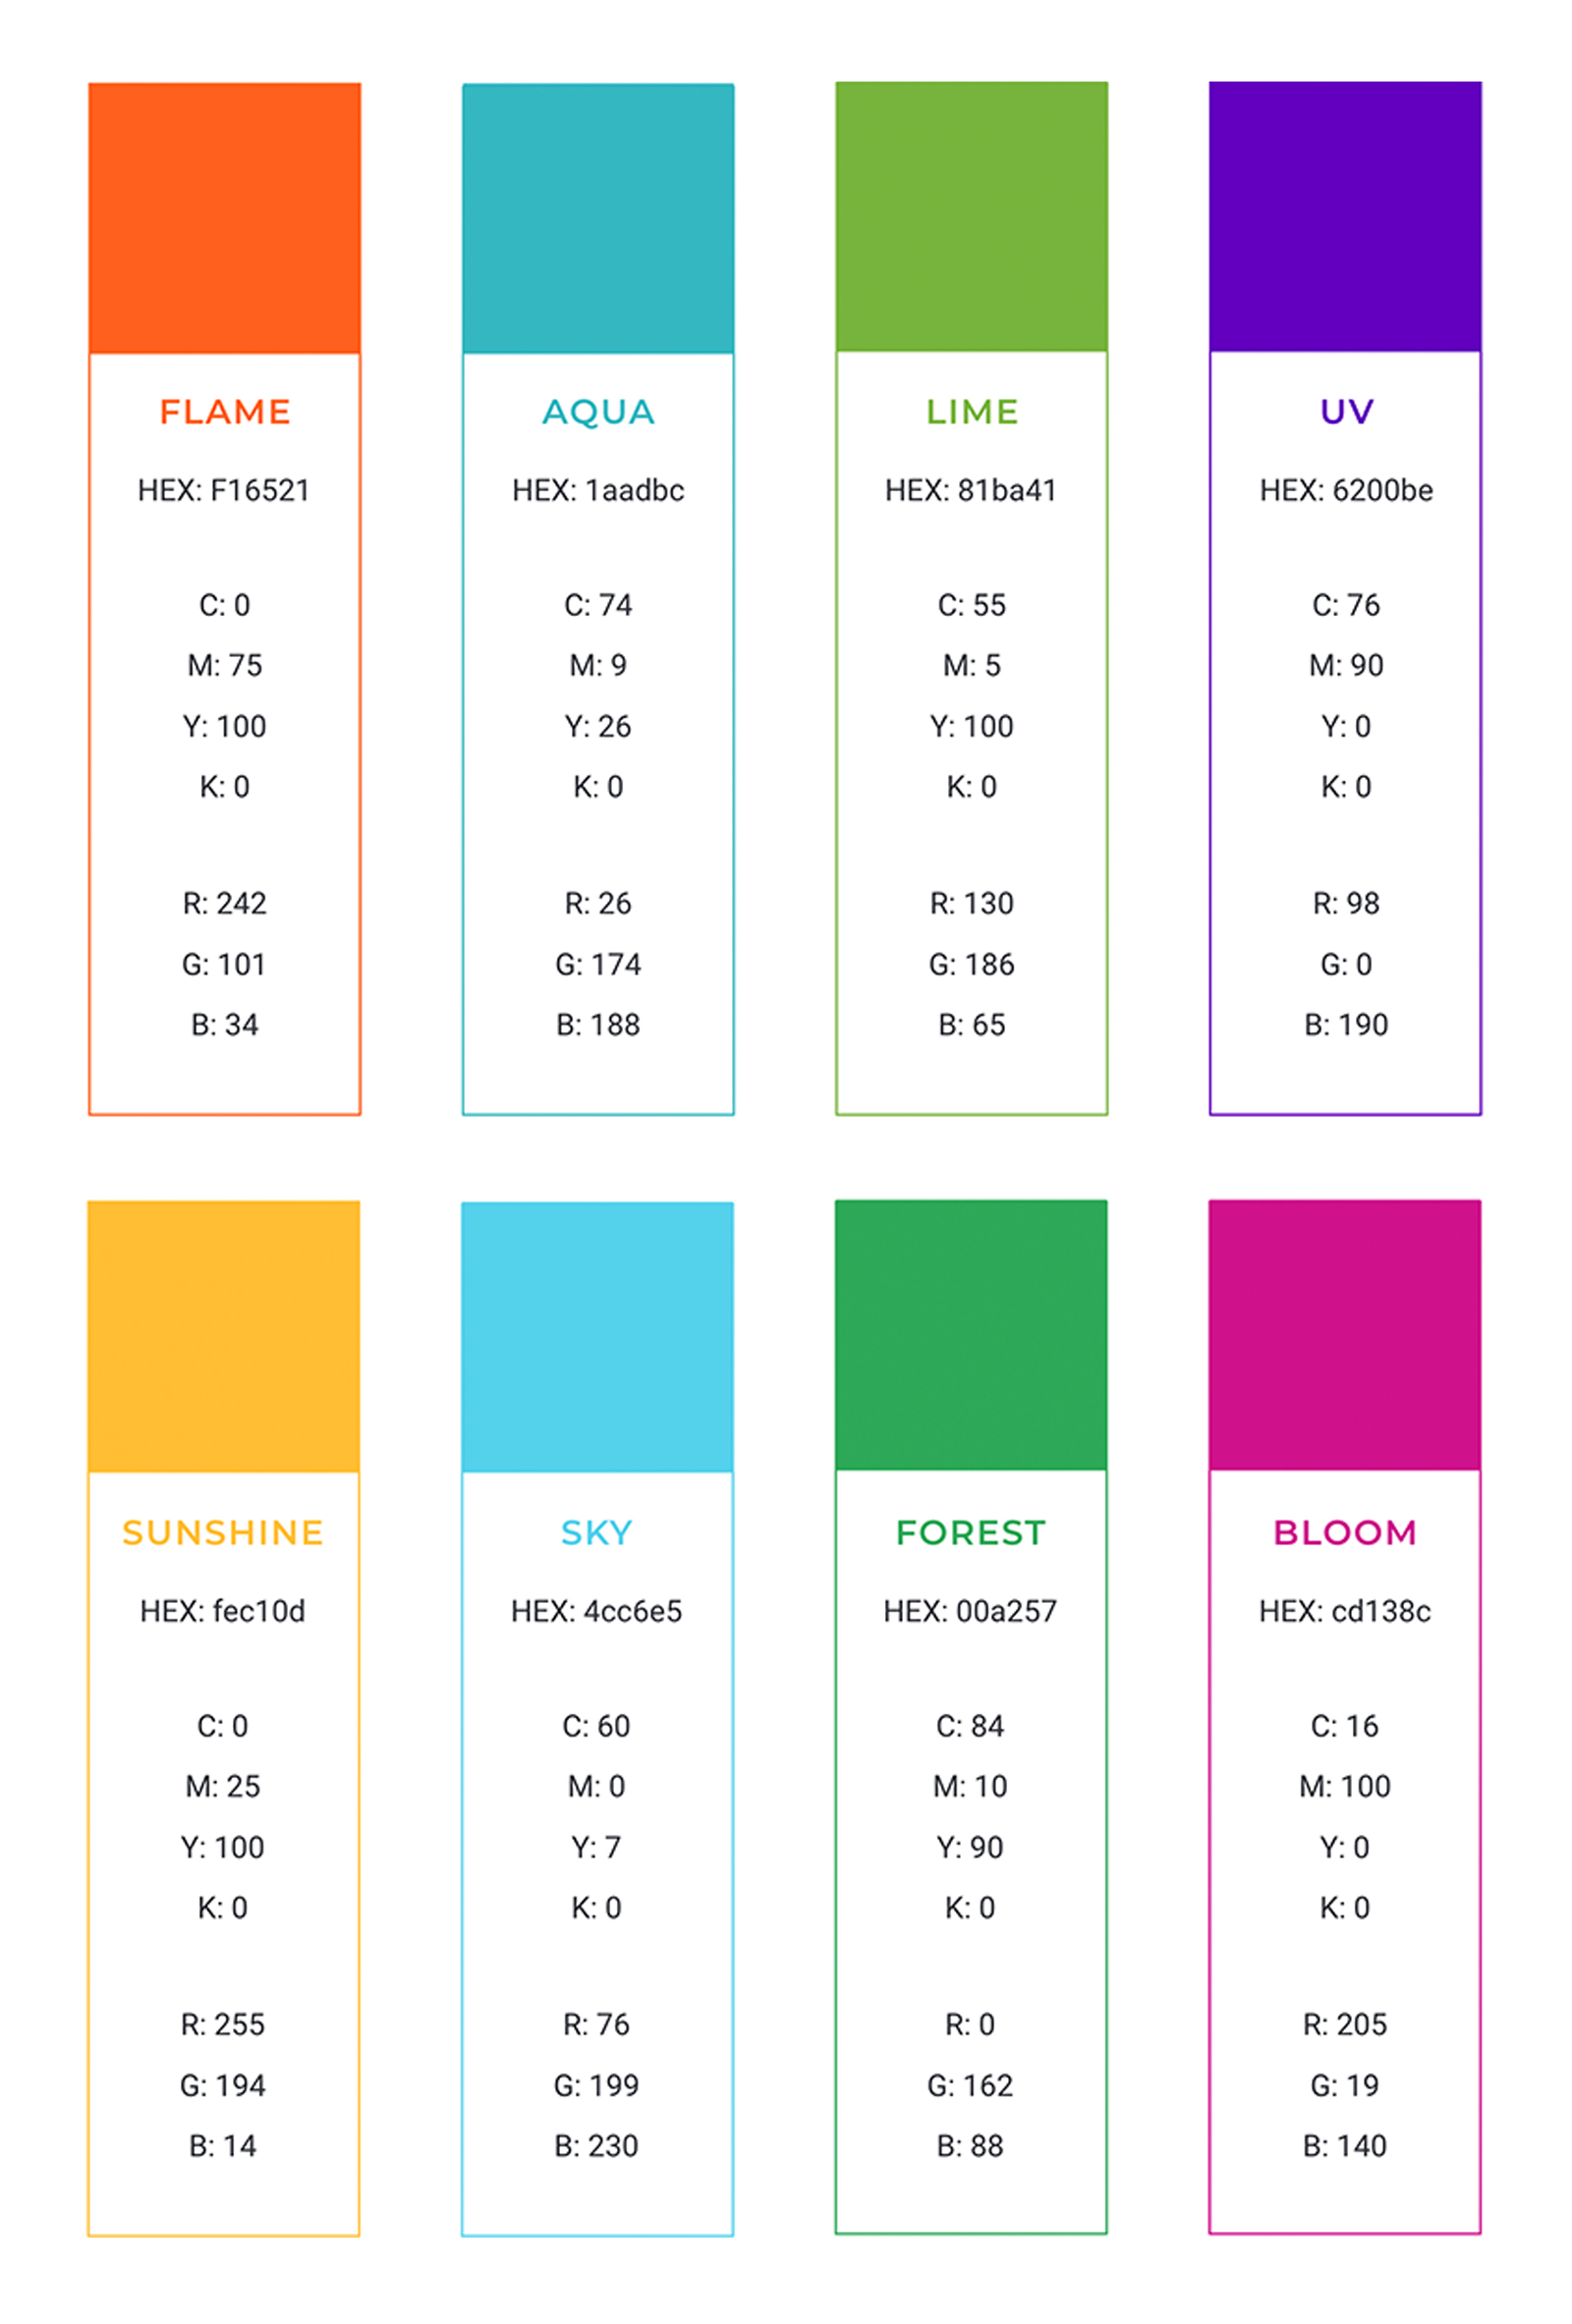 FLAME
HEX: F16521
C: 0
M: 75
Y: 100
K: 0
R: 242
G: 101
B: 34
AQUA
HEX: 1aadbc
C: 74
M: 9
Y: 26
K: 0
R: 26
G: 174
B: 188
LIME
HEX: 81ba41
C: 55
M: 5
Y: 100
K: 0
R: 130
G: 186
B: 65
UV
HEX: 6200be
C: 76
M: 90
Y: 0
K: 0
R: 98
G: 0
B: 190
SUNSHINE
HEX: fec10d
C: 0
M: 25
Y: 100
K: 0
R: 255
G: 194
B: 14
SKY
HEX: 4cc6e5
C: 60
M: 0
Y: 7
K: 0
R: 76
G: 199
B: 230
FOREST
HEX: 00a257
C: 84
M: 10
Y: 90
K: 0
R: 0
G: 162
B: 88
BLOOM
HEX: cd138c
C: 16
M: 100
Y: 0
K: 0
R: 205
G: 19
B: 140